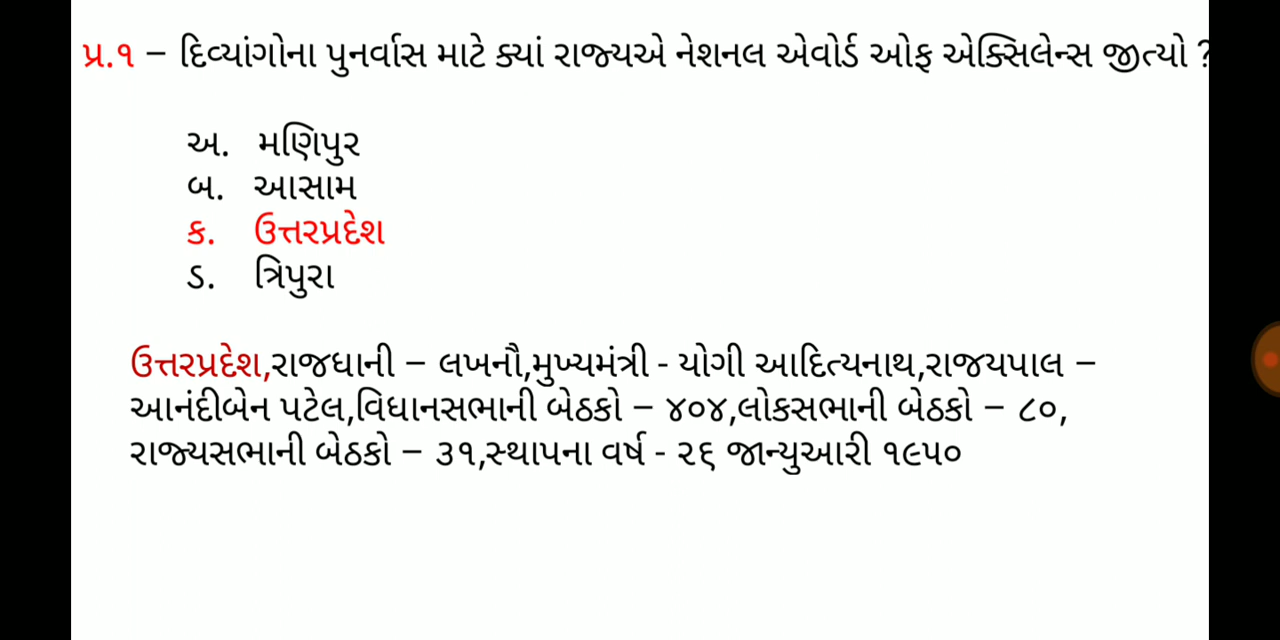 પ્ર.૧ – દિવ્યાંગોના પુનર્વાસ માટે ક્યાં રાજ્યએ નેશનલ એવોર્ડ ઓફ એક્સિલેન્સ જીત્યો ?
અ. મણિપુર
બ. આસામ
ક. ઉત્તરપ્રદેશ
ડ. ત્રિપુરા
ઉત્તરપ્રદેશ,રાજધાની – લખનૌ,મુખ્યમંત્રી - યોગી આદિત્યનાથ,રાજયપાલ –
આનંદીબેન પટેલ,વિધાનસભાની બેઠકો – ૪૦૪,લોકસભાની બેઠકો – ૮૦,
રાજ્યસભાની બેઠકો – ૩૧,સ્થાપના વર્ષ - ૨૬ જાન્યુઆરી ૧૯૫૦